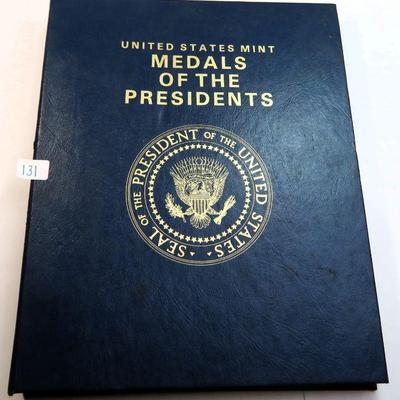 UNITED STATES MINT
MEDALS
OF THE
PRESIDENTS
SEAL OF THE PRESIDENT OF THE UNITED STATES
131